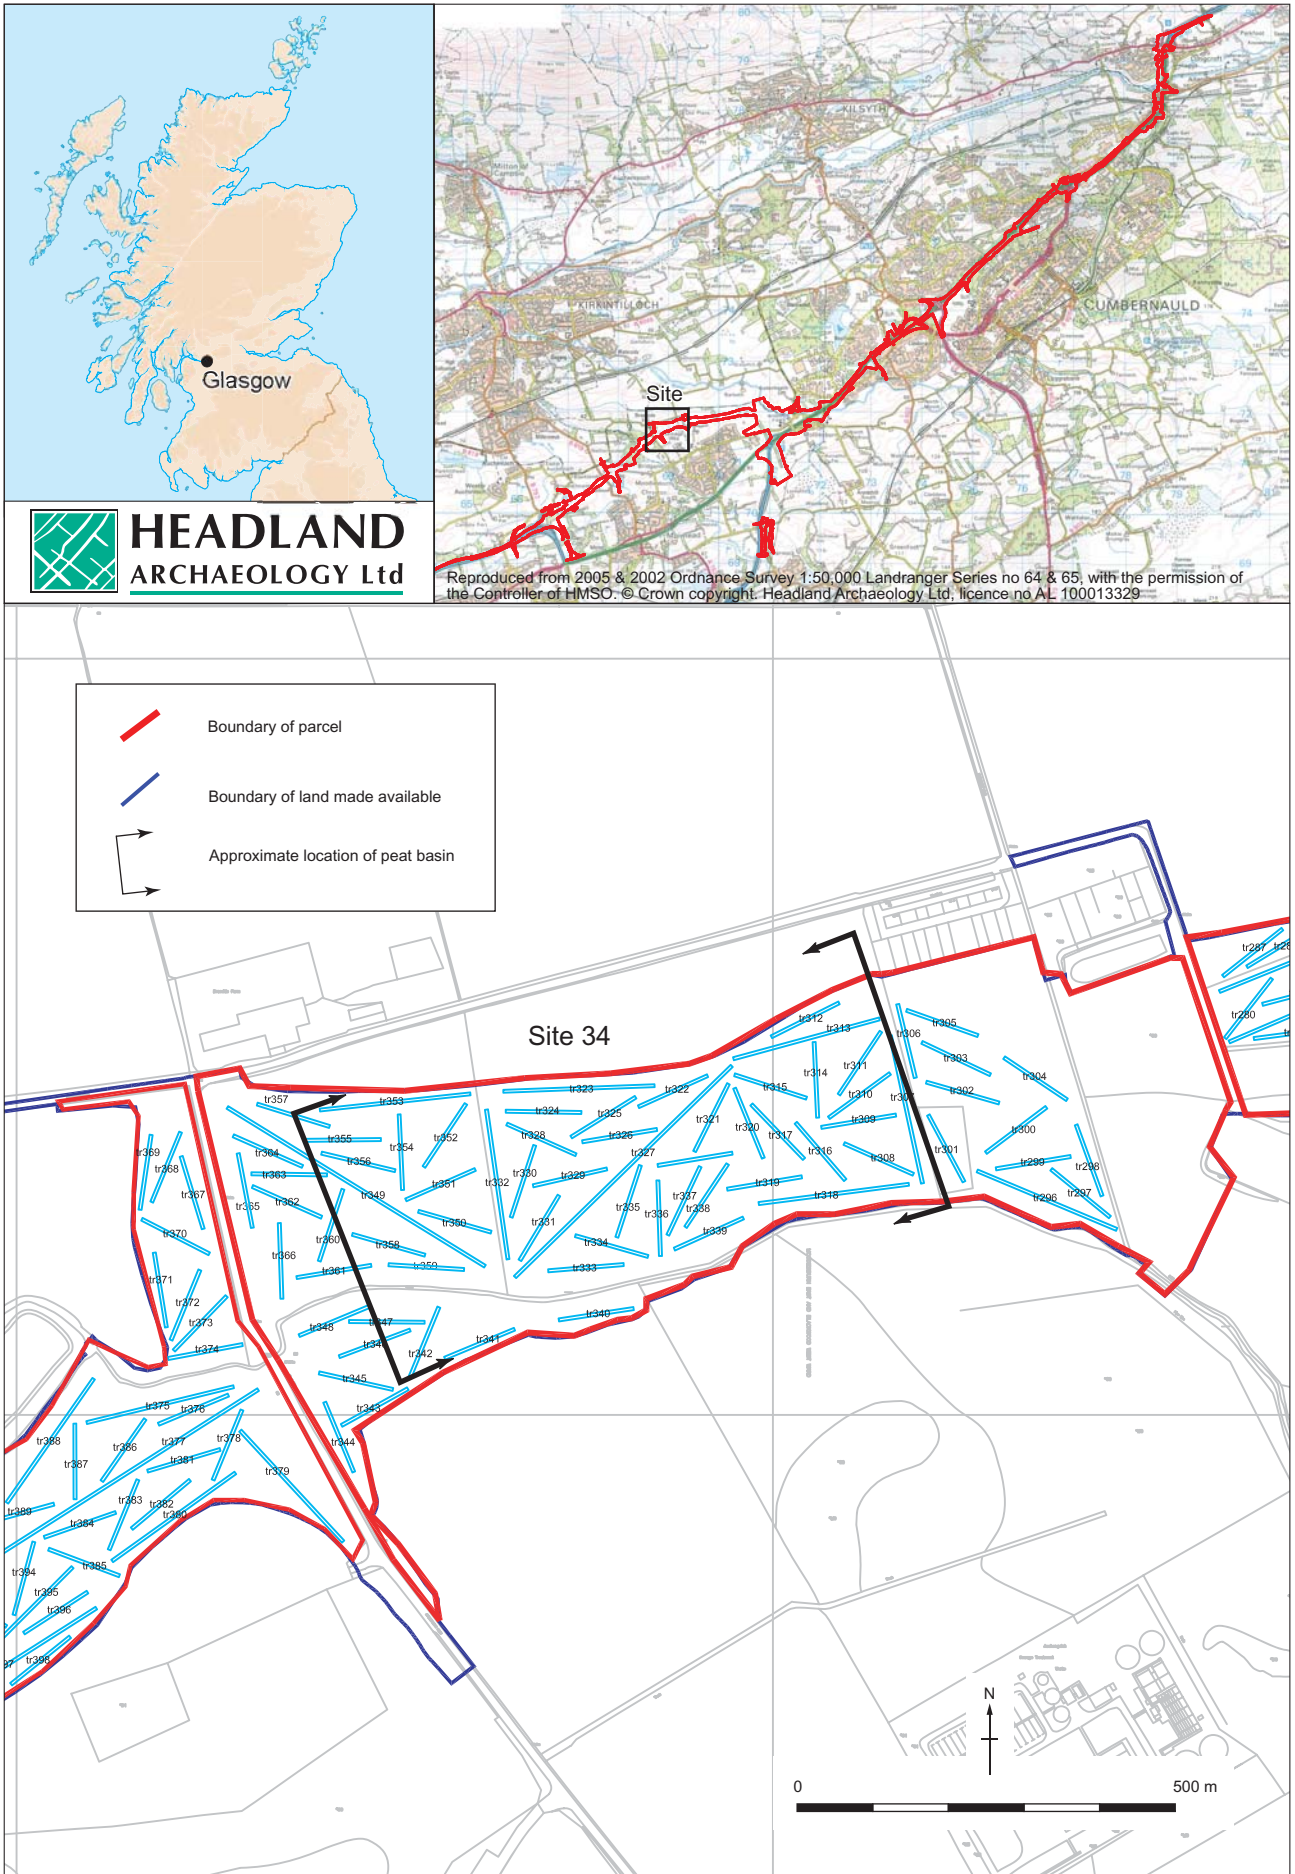 Glasgow
HEADLAND
ARCHAEOLOGY Ltd
KILSYTH
KIRKINTILLOCH
CUMBERNAULD
Site
Reproduced from 2005 & 2002 Ordnance Survey 1:50,000 Landranger Series no 64 & 65, with the permission of
the Controller of HMSO. © Crown copyright. Headland Archaeology Ltd, licence no AL 100013329
Boundary of parcel
Boundary of land made available
Approximate location of peat basin
Site 34
tr287
tr280
tr312
tr313
tr306
tr305
tr303
tr304
tr302
tr311
tr314
tr315
tr310
tr309
tr300
tr301
tr299
tr298
tr297
tr296
tr308
tr316
tr317
tr318
tr319
tr320
tr321
tr322
tr323
tr324
tr325
tr326
tr327
tr328
tr329
tr330
tr331
tr332
tr333
tr334
tr335
tr336
tr337
tr338
tr339
tr340
tr341
tr342
tr343
tr344
tr345
tr347
tr348
tr349
tr350
tr351
tr352
tr353
tr354
tr355
tr356
tr357
tr358
tr359
tr360
tr361
tr362
tr363
tr364
tr365
tr366
tr367
tr368
tr369
tr370
tr371
tr372
tr373
tr374
tr375
tr376
tr377
tr378
tr379
tr380
tr381
tr382
tr383
tr384
tr385
tr386
tr387
tr388
tr389
tr394
tr395
tr396
tr398
N
0
500 m